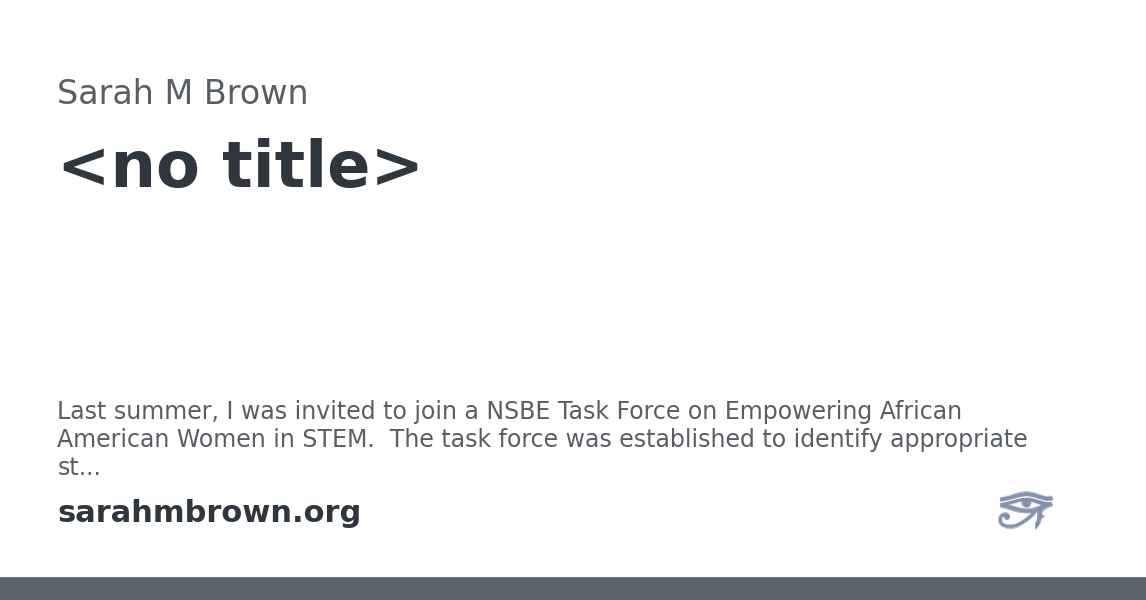 Sarah M Brown
<no title>
Last summer, I was invited to join a NSBE Task Force on Empowering African
American Women in STEM.  The task force was established to identify appropriate
st...
sarahmbrown.org